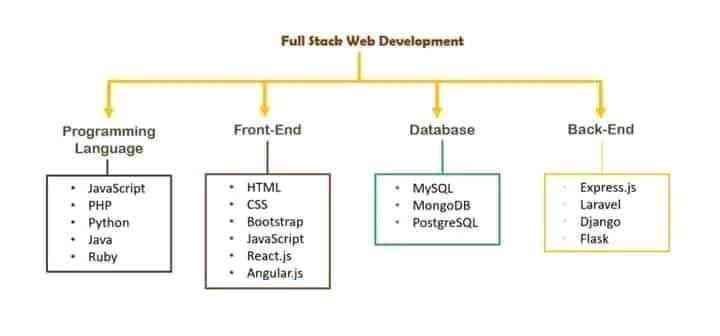 Full Stack Web Development
Programming
Language
JavaScript
PHP
Python
Java
Ruby
Front-End
HTML
CSS
Bootstrap
JavaScript
React.js
Angular.js
Database
MySQL
MongoDB
PostgreSQL
Back-End
Express.js
Laravel
Django
Flask